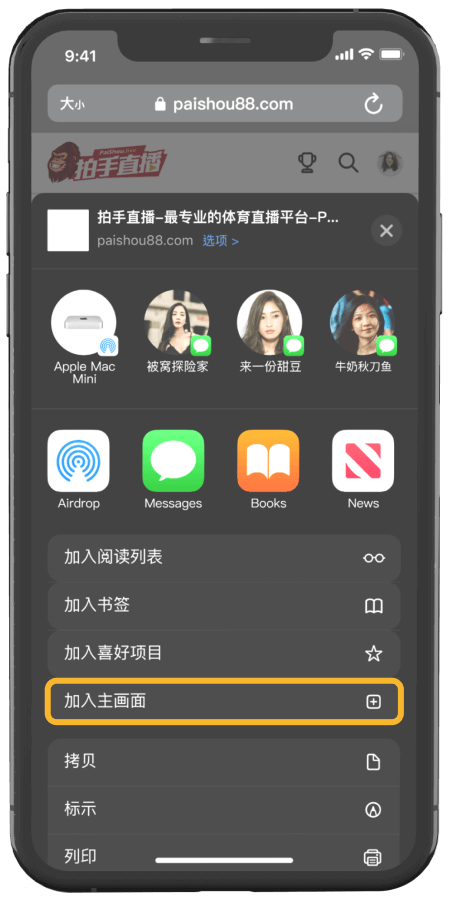 9:41
大小 paishou88.com
PaiShou.live
拍手直播
拍手直播-最专业的体育直播平台-P...
paishou88.com 选项 >
Apple Mac
Mini
被窝探险家
来一份甜豆
牛奶秋刀鱼
Airdrop
Messages
Books
News
加入阅读列表
加入书签
加入喜好项目
加入主画面
拷贝
标示
列印